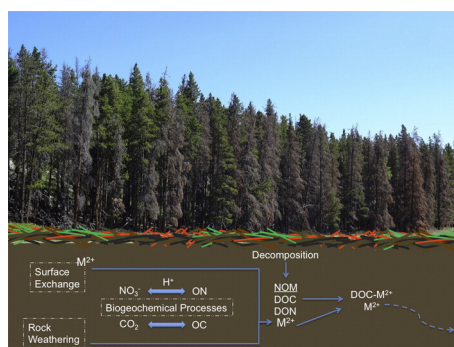 Decomposition
M²⁺
Surface
Exchange
H⁺
NO₃⁻ ON
Biogeochemical Processes
CO₂ OC
Rock
Weathering
NOM
DOC
DON
M²⁺
DOC-M²⁺
M²⁺